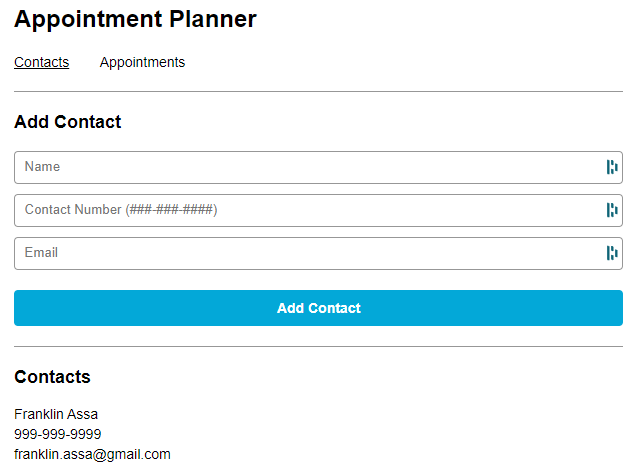 Appointment Planner
Contacts Appointments
Add Contact
Name
Contact Number (###-###-####)
Email
Add Contact
Contacts
Franklin Assa
999-999-9999
franklin.assa@gmail.com